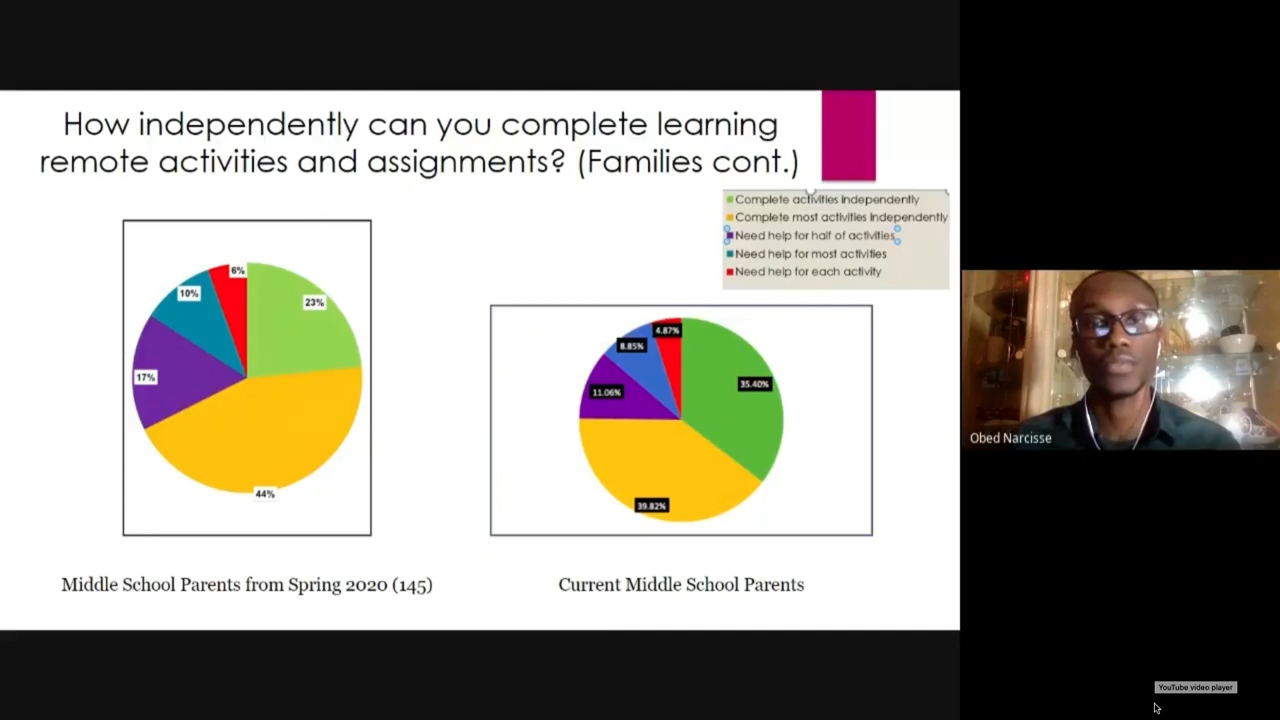 How independently can you complete learning
remote activities and assignments? (Families cont.)
Complete activities independently
Complete most activities independently
Need help for half of activities
Need help for most activities
Need help for each activity
6%
10%
23%
17%
44%
4.87%
8.85%
35.40%
11.06%
39.82%
Middle School Parents from Spring 2020 (145)
Current Middle School Parents
Obed Narcisse
YouTube video player